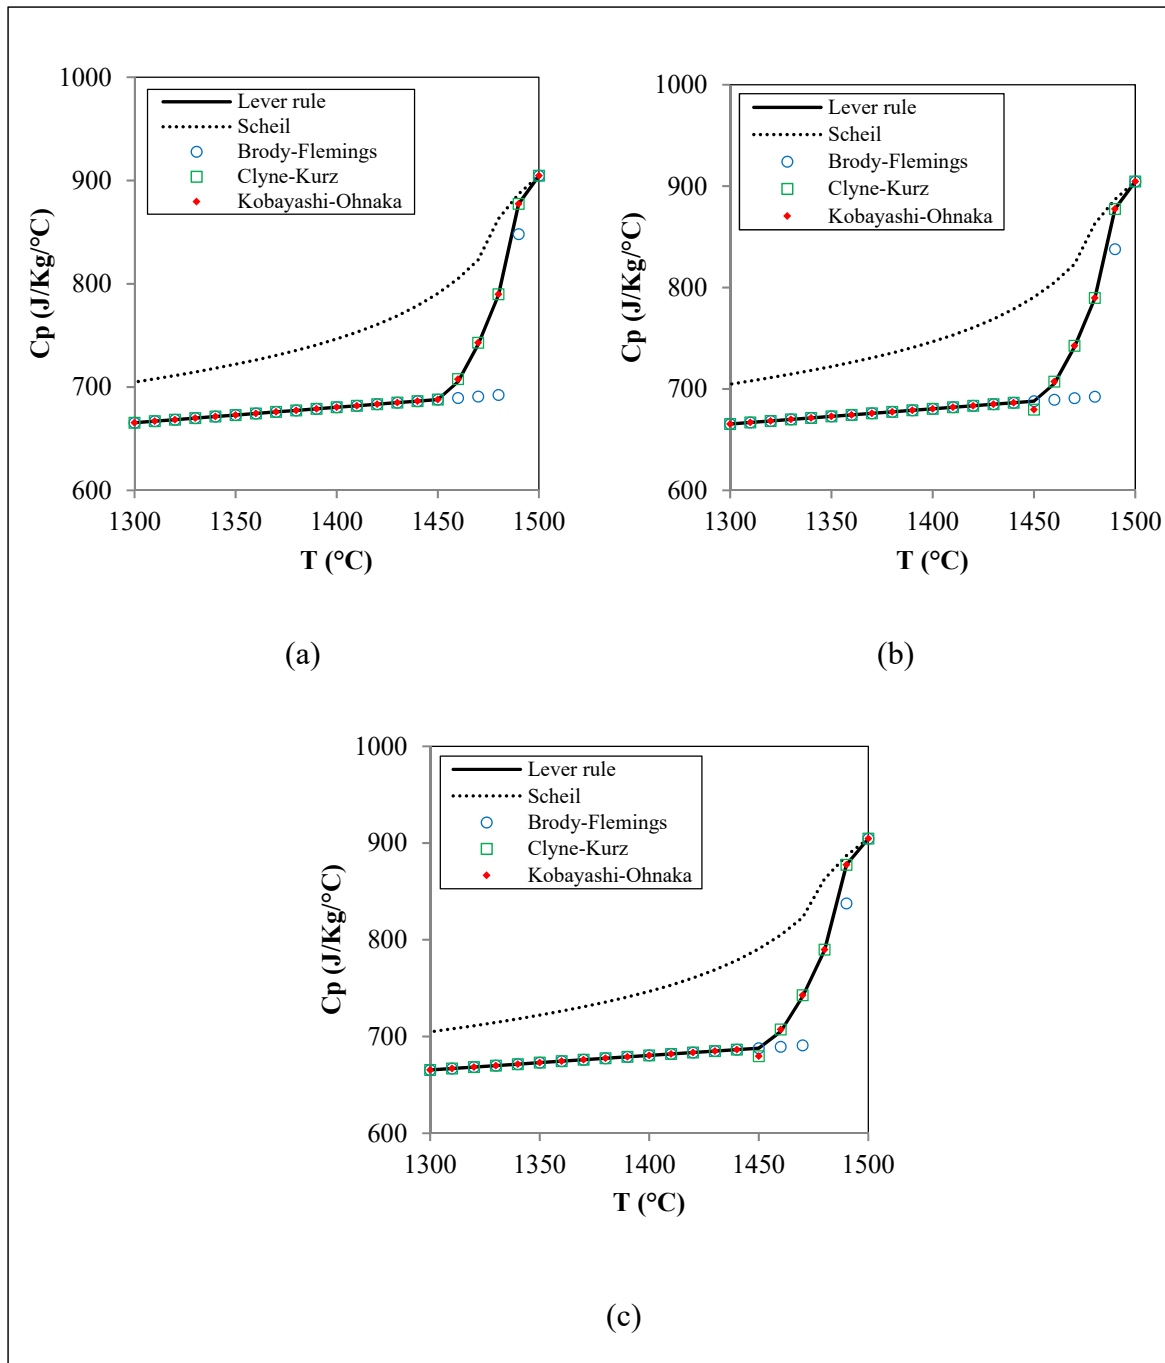 1000
900
800
700
600
Cp (J/Kg/°C)
Lever rule
Scheil
Brody-Flemings
Clyne-Kurz
Kobayashi-Ohnaka
1300 1350 1400 1450 1500
T (°C)
(a)
1000
900
800
700
600
Cp (J/Kg/°C)
Lever rule
Scheil
Brody-Flemings
Clyne-Kurz
Kobayashi-Ohnaka
1300 1350 1400 1450 1500
T (°C)
(b)
1000
900
800
700
600
Cp (J/Kg/°C)
Lever rule
Scheil
Brody-Flemings
Clyne-Kurz
Kobayashi-Ohnaka
1300 1350 1400 1450 1500
T (°C)
(c)